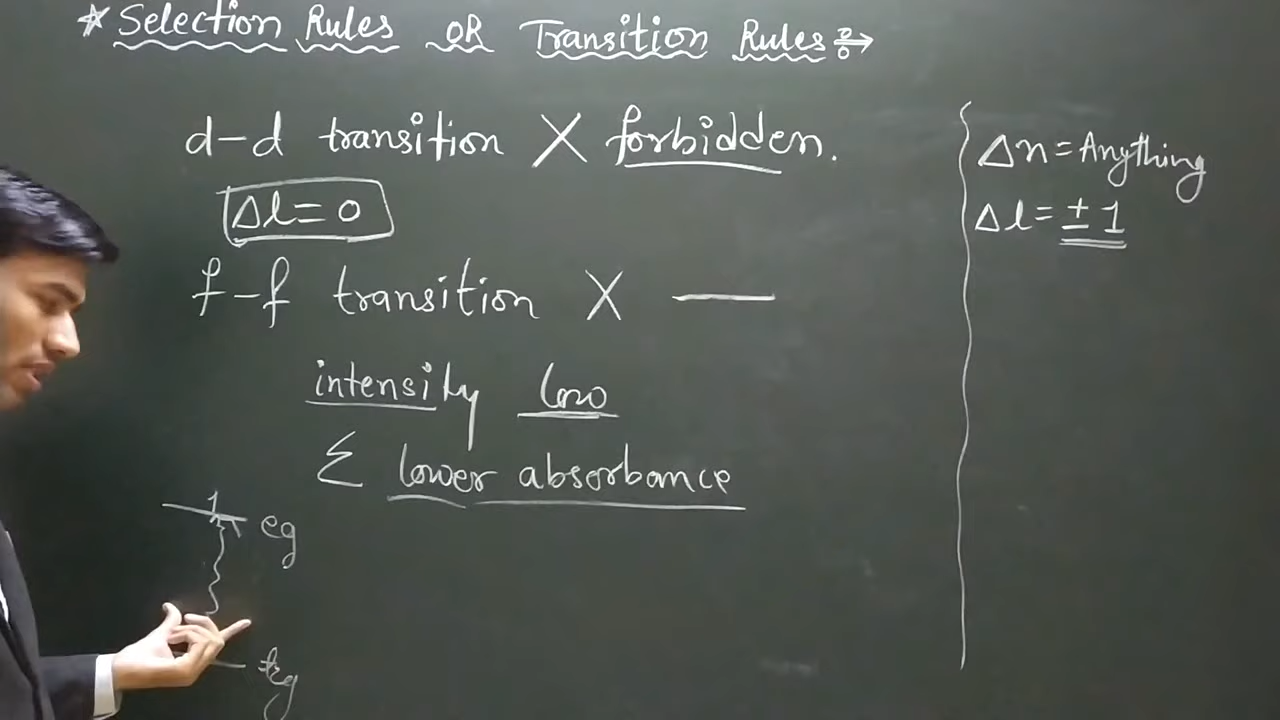 ☆ Selection Rules OR Transition Rules ⇒
d-d transition X forbidden.
Δl = 0
f-f transition X —
intensity low
Σ lower absorbance
1 eg
t₂g
Δn = Anything
Δl = ± 1